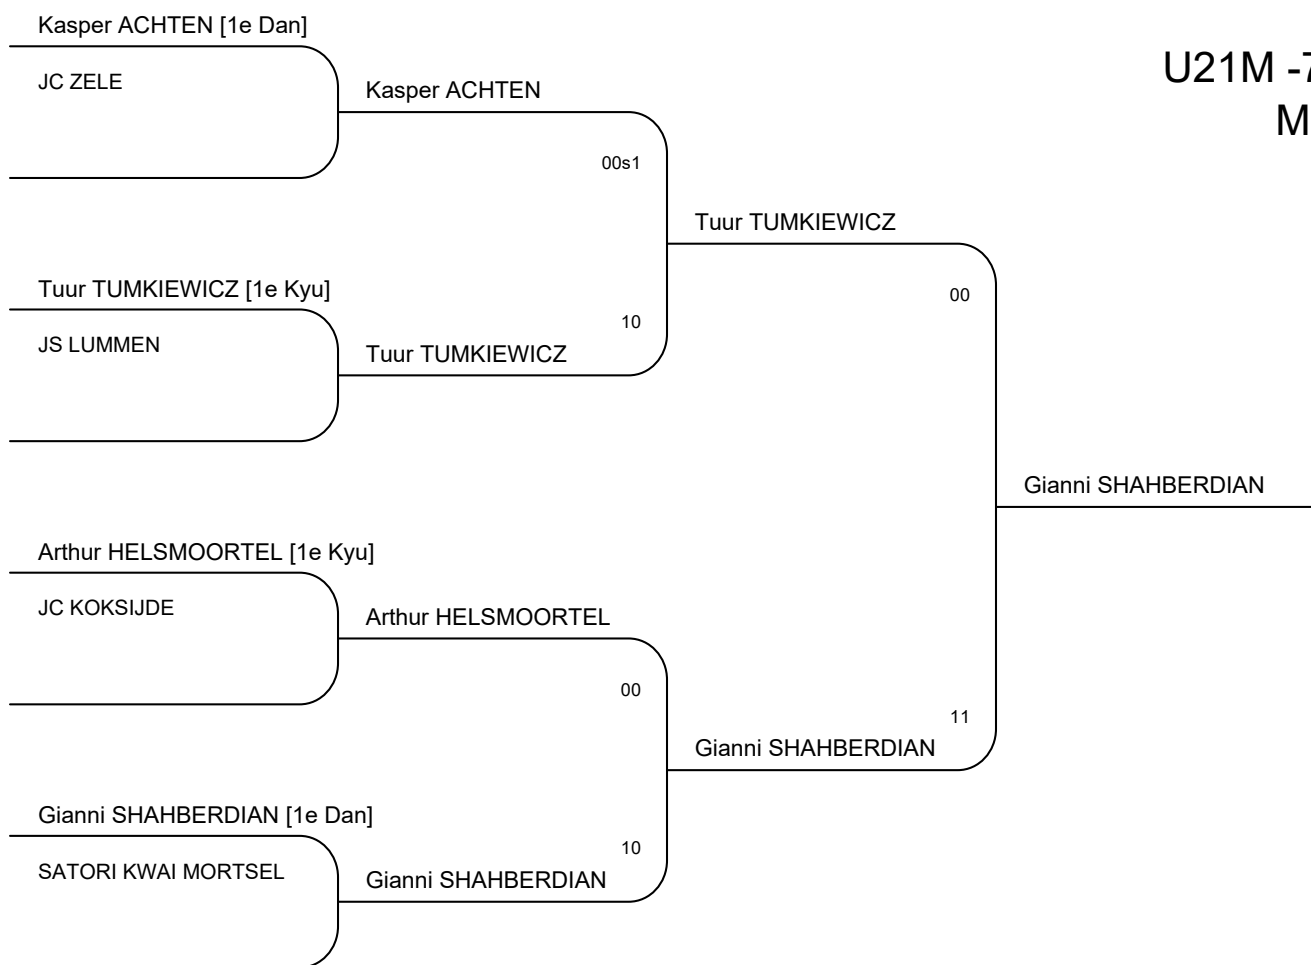 Kasper ACHTEN [1e Dan]
JC ZELE
Kasper ACHTEN
U21M -7
M
00s1
Tuur TUMKIEWICZ
Tuur TUMKIEWICZ [1e Kyu]
JS LUMMEN
00
10
Tuur TUMKIEWICZ
Gianni SHAHBERDIAN
Arthur HELSMOORTEL [1e Kyu]
JC KOKSIJDE
Arthur HELSMOORTEL
00
11
Gianni SHAHBERDIAN
Gianni SHAHBERDIAN [1e Dan]
SATORI KWAI MORTSEL
10
Gianni SHAHBERDIAN